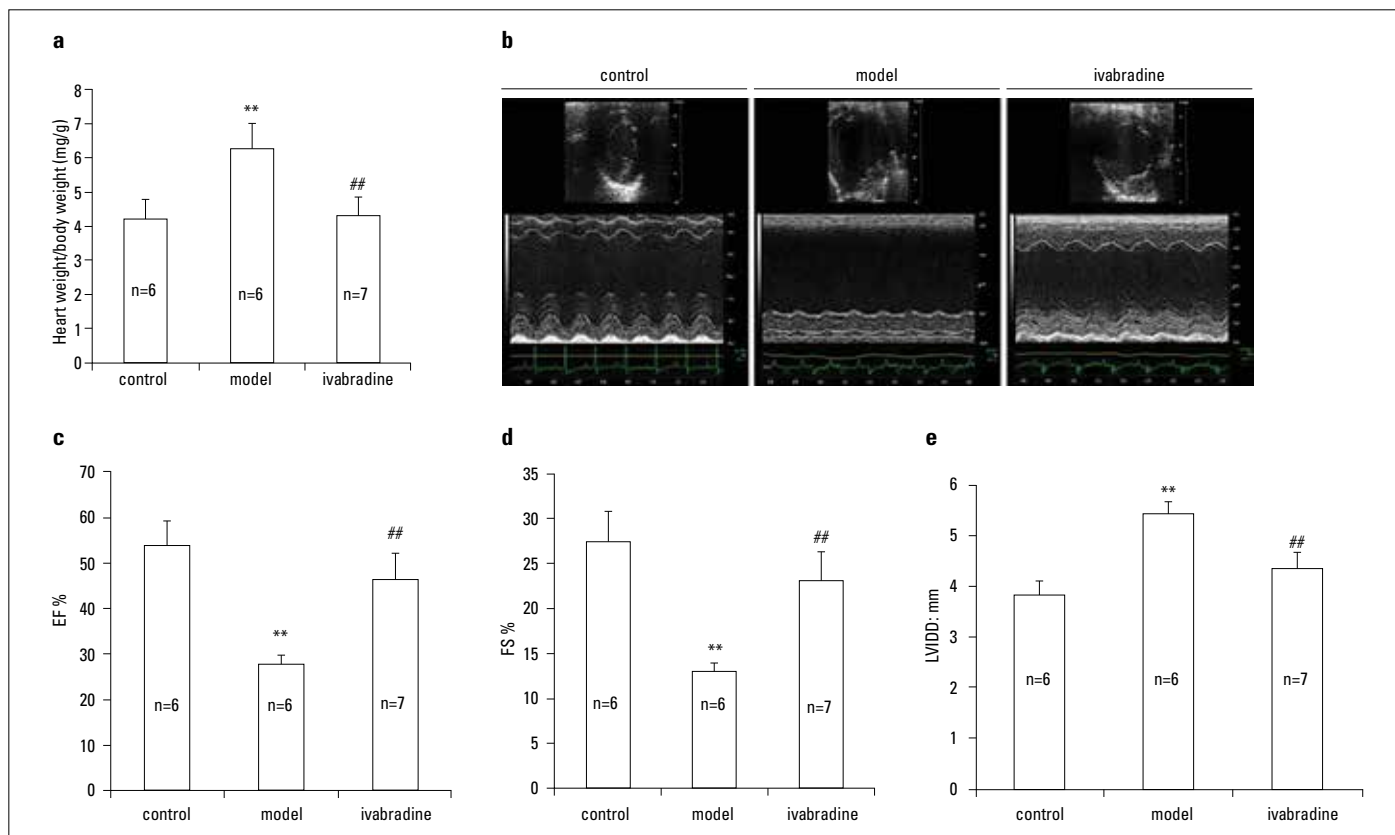 a
Heart weight/body weight (mg/g)
8
7
6
5
4
3
2
1
0
**
##
n=6
n=6
n=7
control
model
ivabradine
b
control
model
ivabradine
c
EF %
70
60
50
40
30
20
10
0
**
##
n=6
n=6
n=7
control
model
ivabradine
d
FS %
35
30
25
20
15
10
5
0
**
##
n=6
n=6
n=7
control
model
ivabradine
e
LVIDD: mm
6
5
4
3
2
1
0
**
##
n=6
n=6
n=7
control
model
ivabradine